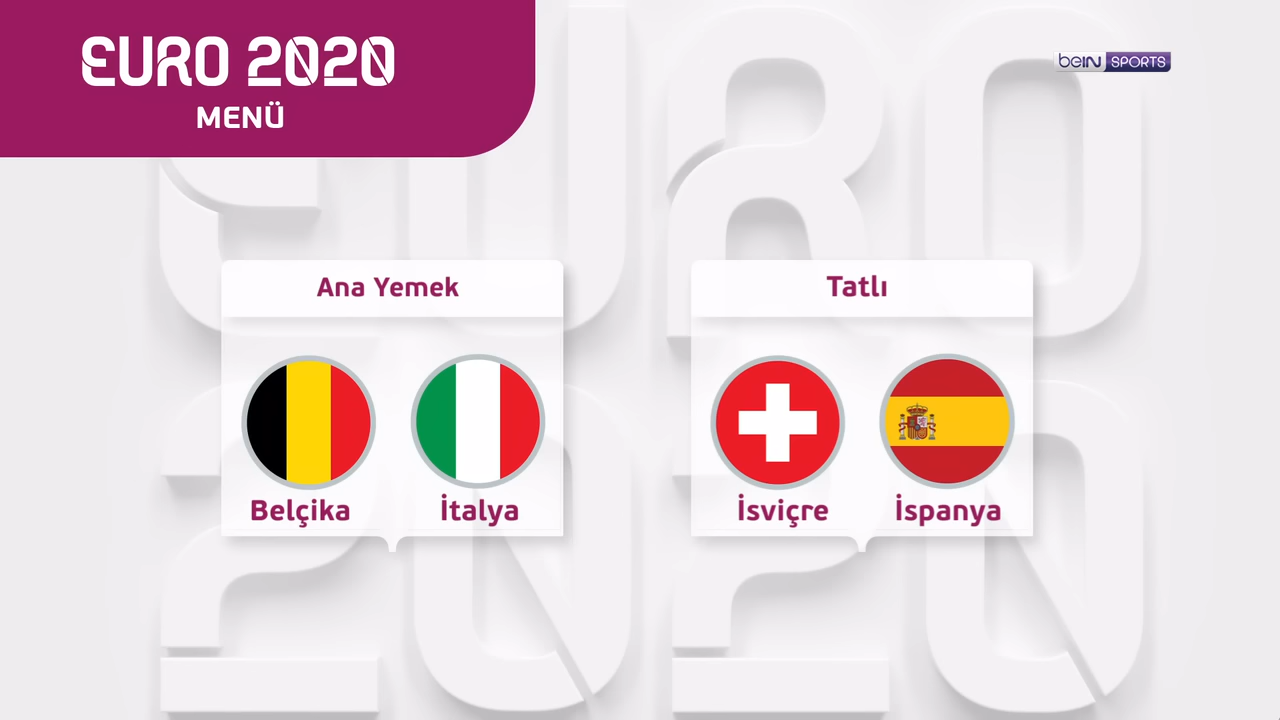 EURO 2020
MENÜ
beIN SPORTS
Ana Yemek
Belçika
İtalya
Tatlı
İsviçre
İspanya